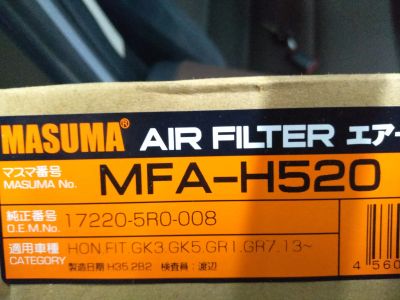 MASUMA® AIR FILTER エアー
マスマ番号
MASUMA No.
MFA-H520
純正番号
O.E.M.No.
17220-5R0-008
適用車種
CATEGORY
HON.FIT.GK3.GK5.GR1.GR7.13~
製造日期 H35.2B2 検査員：渡辺
4 560